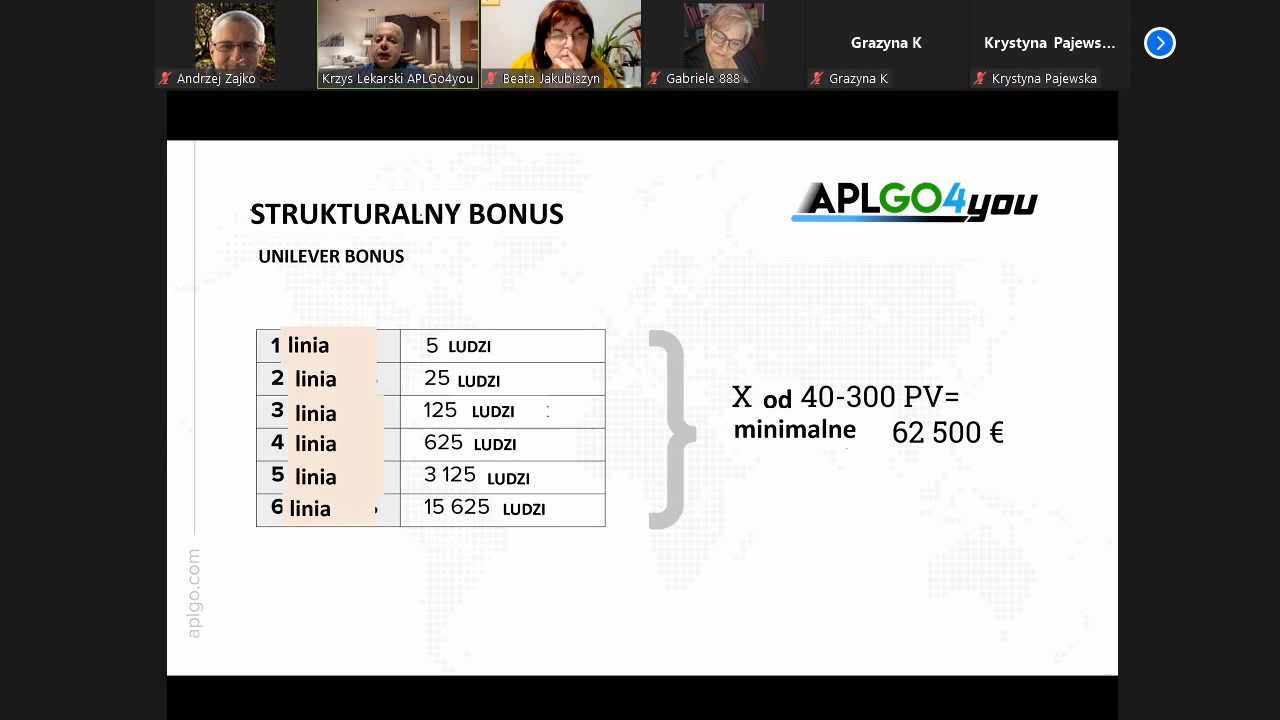 Grazyna K
Krystyna Pajews...
Andrzej Zajko
Krzys Lekarski APLGo4you
Beata Jakubiszyn
Gabriele 888
Grazyna K
Krystyna Pajewska
STRUKTURALNY BONUS
APLGO4you
UNILEVER BONUS
1 linia 5 LUDZI
2 linia 25 LUDZI
3 linia 125 LUDZI
4 linia 625 LUDZI
5 linia 3 125 LUDZI
6 linia 15 625 LUDZI
X od 40-300 PV=
minimalne 62 500 €
aplgo.com